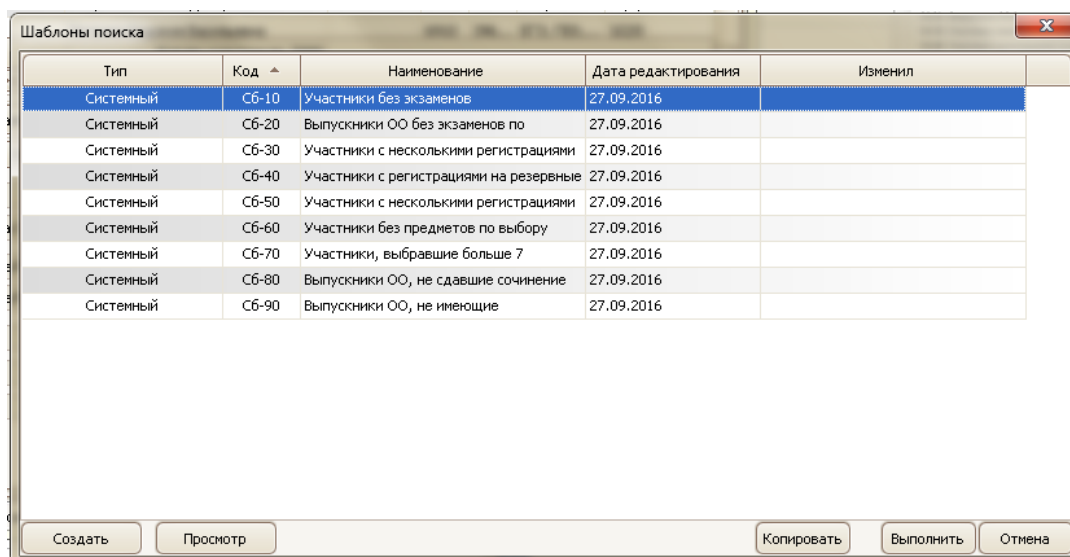 Шаблоны поиска
Тип Код Наименование Дата редактирования Изменил
Системный Сб-10 Участники без экзаменов 27.09.2016
Системный Сб-20 Выпускники ОО без экзаменов по 27.09.2016
Системный Сб-30 Участники с несколькими регистрациями 27.09.2016
Системный Сб-40 Участники с регистрациями на резервные 27.09.2016
Системный Сб-50 Участники с несколькими регистрациями 27.09.2016
Системный Сб-60 Участники без предметов по выбору 27.09.2016
Системный Сб-70 Участники, выбравшие больше 7 27.09.2016
Системный Сб-80 Выпускники ОО, не сдавшие сочинение 27.09.2016
Системный Сб-90 Выпускники ОО, не имеющие 27.09.2016
Создать Просмотр Копировать Выполнить Отмена